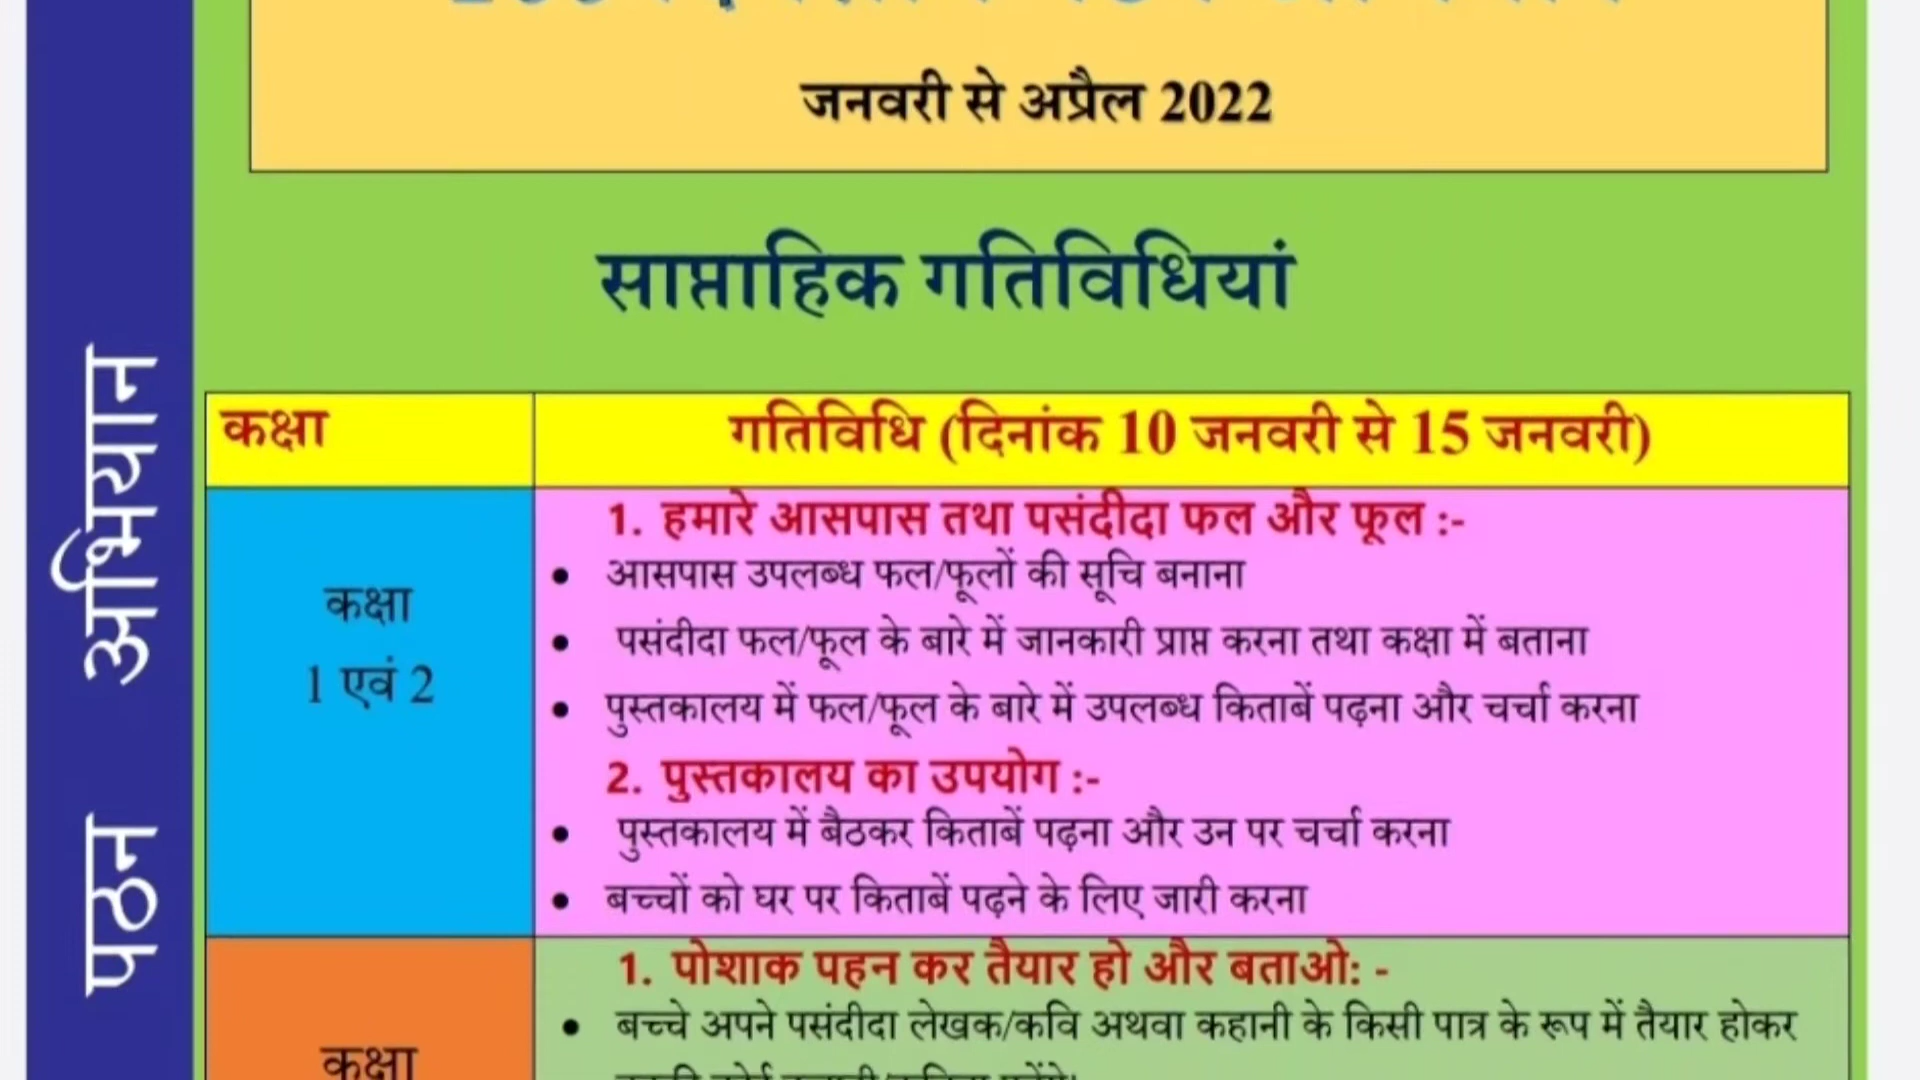 जनवरी से अप्रैल 2022
साप्ताहिक गतिविधियां
पठन अभियान
कक्षा
गतिविधि (दिनांक 10 जनवरी से 15 जनवरी)
कक्षा
1 एवं 2
1. हमारे आसपास तथा पसंदीदा फल और फूल :-
• आसपास उपलब्ध फल/फूलों की सूचि बनाना
• पसंदीदा फल/फूल के बारे में जानकारी प्राप्त करना तथा कक्षा में बताना
• पुस्तकालय में फल/फूल के बारे में उपलब्ध किताबें पढ़ना और चर्चा करना
2. पुस्तकालय का उपयोग :-
• पुस्तकालय में बैठकर किताबें पढ़ना और उन पर चर्चा करना
• बच्चों को घर पर किताबें पढ़ने के लिए जारी करना
कक्षा
1. पोशाक पहन कर तैयार हो और बताओ: -
• बच्चे अपने पसंदीदा लेखक/कवि अथवा कहानी के किसी पात्र के रूप में तैयार होकर